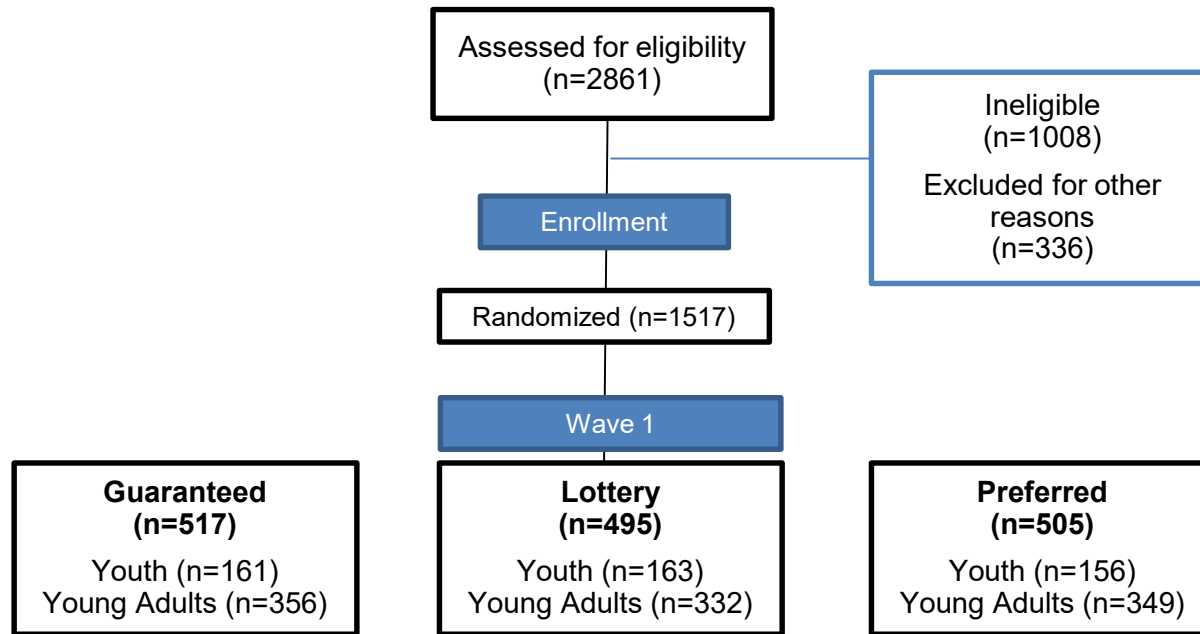 Assessed for eligibility
(n=2861)
Ineligible
(n=1008)
Excluded for other
reasons
(n=336)
Enrollment
Randomized (n=1517)
Wave 1
Guaranteed
(n=517)
Youth (n=161)
Young Adults (n=356)
Lottery
(n=495)
Youth (n=163)
Young Adults (n=332)
Preferred
(n=505)
Youth (n=156)
Young Adults (n=349)